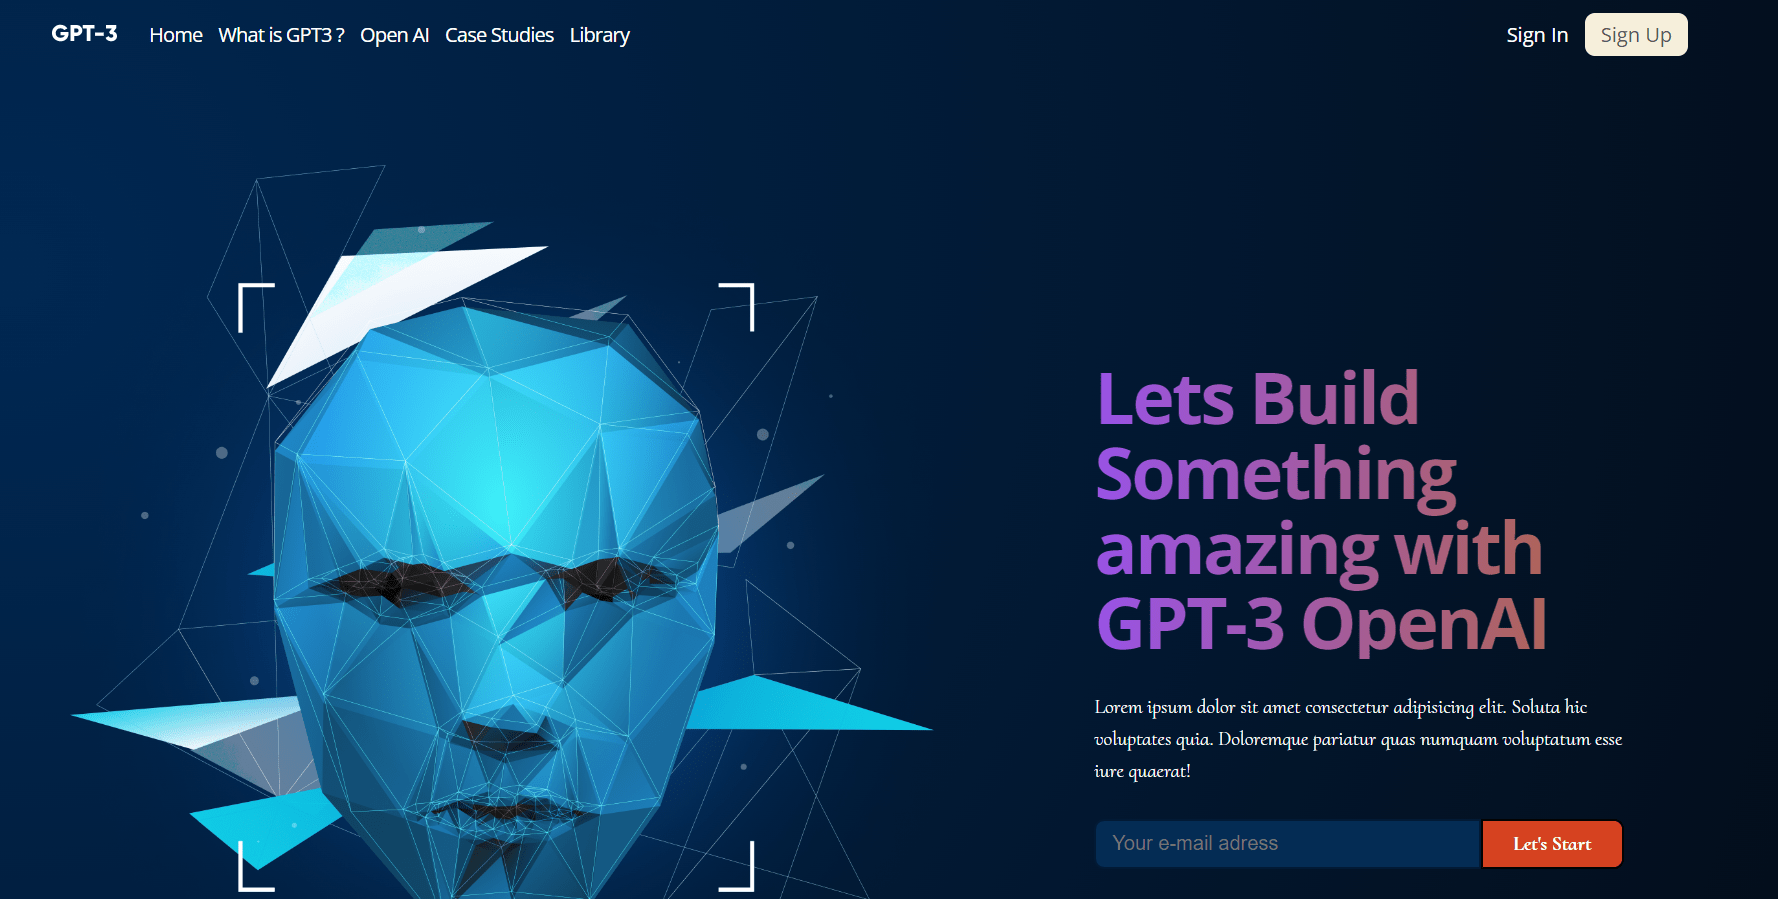 GPT-3 Home What is GPT3 ? Open AI Case Studies Library Sign In Sign Up
Lets Build
Something
amazing with
GPT-3 OpenAI
Lorem ipsum dolor sit amet consectetur adipisicing elit. Soluta hic
voluptates quia. Doloremque pariatur quas numquam voluptatum esse
iure quaerat!
Your e-mail adress Let's Start